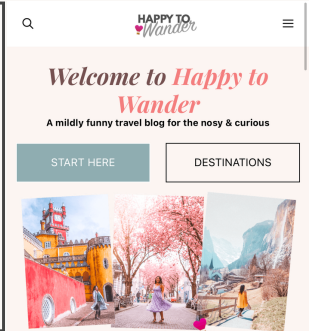 HAPPY TO
Wander
Welcome to Happy to
Wander
A mildly funny travel blog for the nosy & curious
START HERE
DESTINATIONS